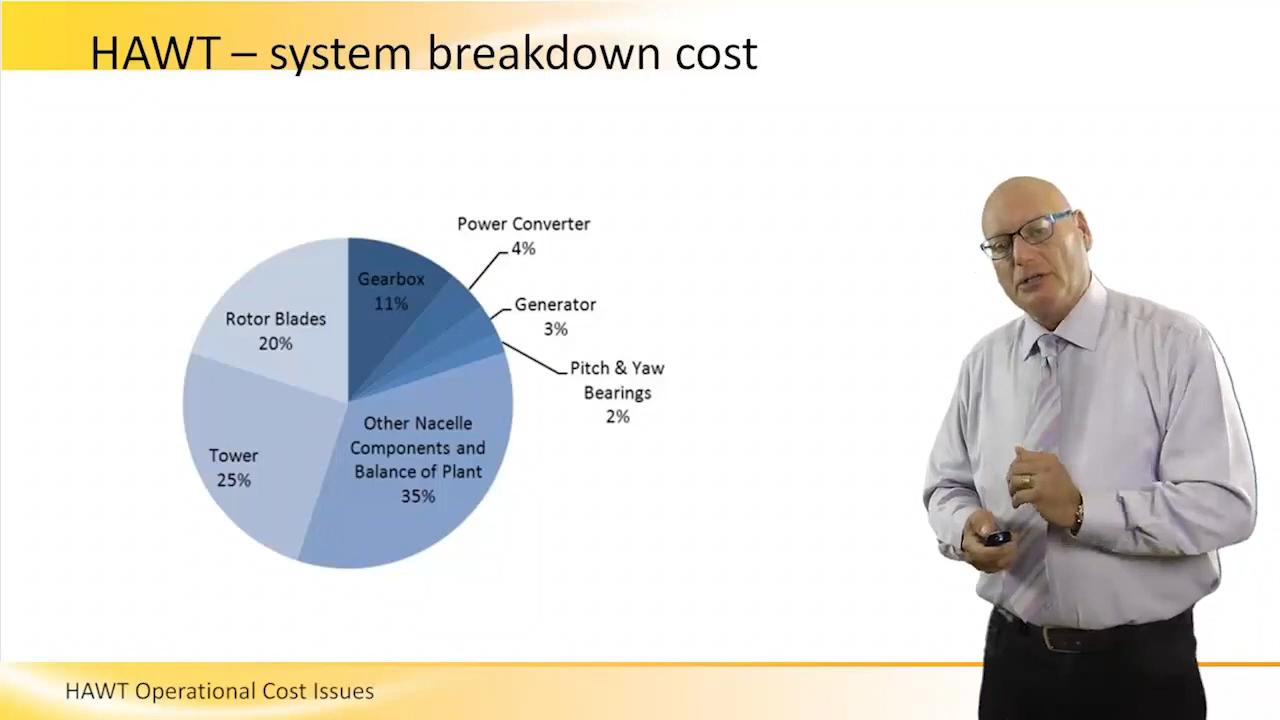 HAWT – system breakdown cost
Power Converter
4%
Gearbox
11%
Generator
3%
Rotor Blades
20%
Pitch & Yaw
Bearings
2%
Other Nacelle
Components and
Balance of Plant
35%
Tower
25%
HAWT Operational Cost Issues